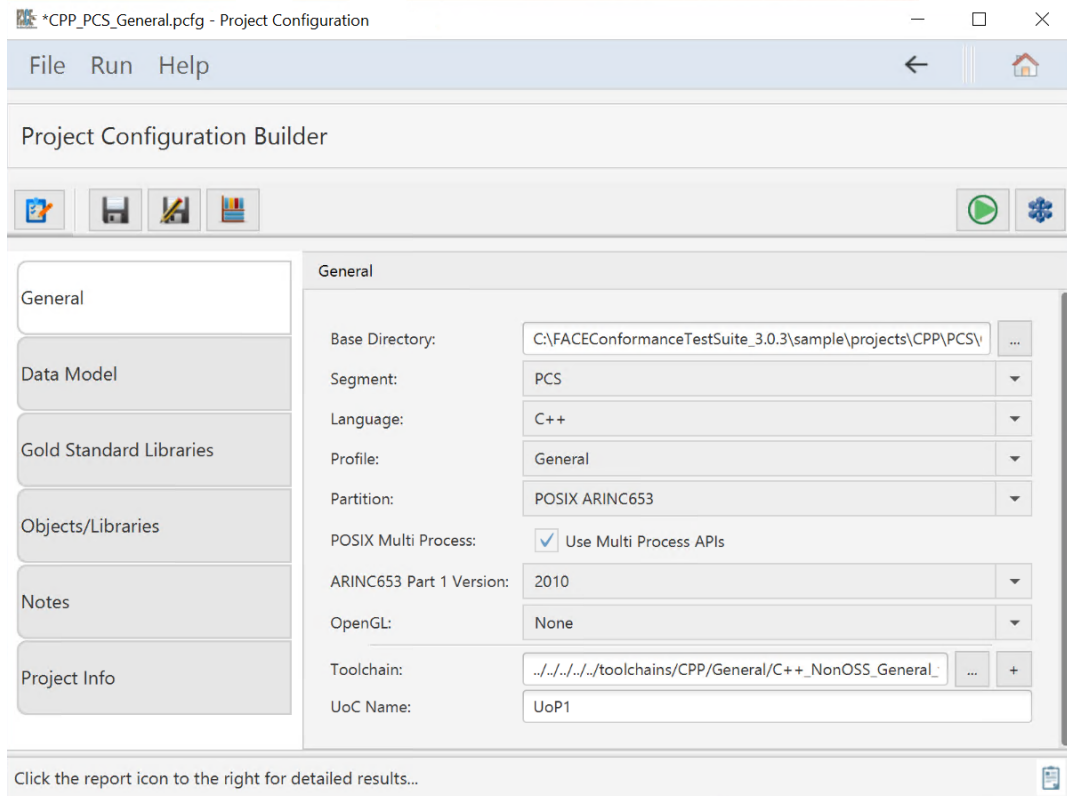 *CPP_PCS_General.pcfg - Project Configuration
File Run Help
Project Configuration Builder
General
Data Model
Gold Standard Libraries
Objects/Libraries
Notes
Project Info
General
Base Directory: C:\FACEConformanceTestSuite_3.0.3\sample\projects\CPP\PCS\ ...
Segment: PCS
Language: C++
Profile: General
Partition: POSIX ARINC653
POSIX Multi Process: Use Multi Process APIs
ARINC653 Part 1 Version: 2010
OpenGL: None
Toolchain: ../../../../../toolchains/CPP/General/C++_NonOSS_General_ ... +
UoC Name: UoP1
Click the report icon to the right for detailed results...